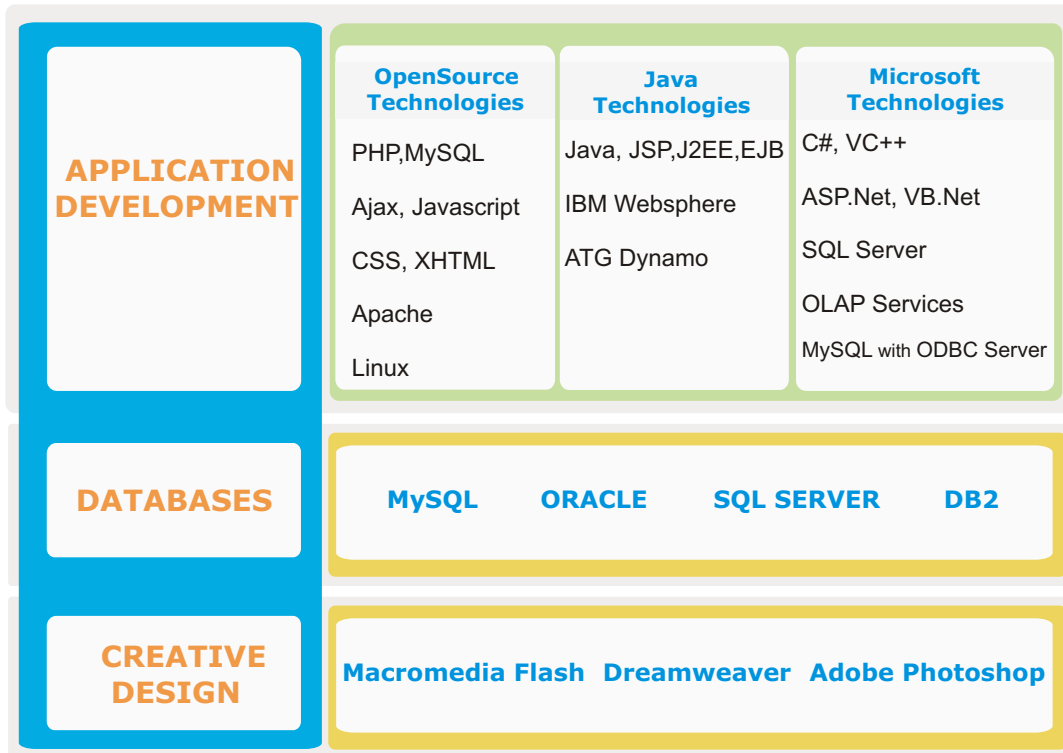 APPLICATION
DEVELOPMENT
OpenSource
Technologies
PHP,MySQL
Ajax, Javascript
CSS, XHTML
Apache
Linux
Java
Technologies
Java, JSP,J2EE,EJB
IBM Websphere
ATG Dynamo
Microsoft
Technologies
C#, VC++
ASP.Net, VB.Net
SQL Server
OLAP Services
MySQL with ODBC Server
DATABASES
MySQL ORACLE SQL SERVER DB2
CREATIVE
DESIGN
Macromedia Flash Dreamweaver Adobe Photoshop